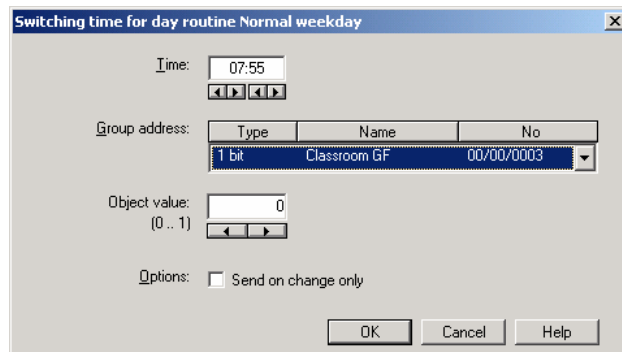 Switching time for day routine Normal weekday
Time: 07:55
Group address: Type Name No
1 bit Classroom GF 00/00/0003
Object value: 0
(0 .. 1)
Options: Send on change only
OK Cancel Help